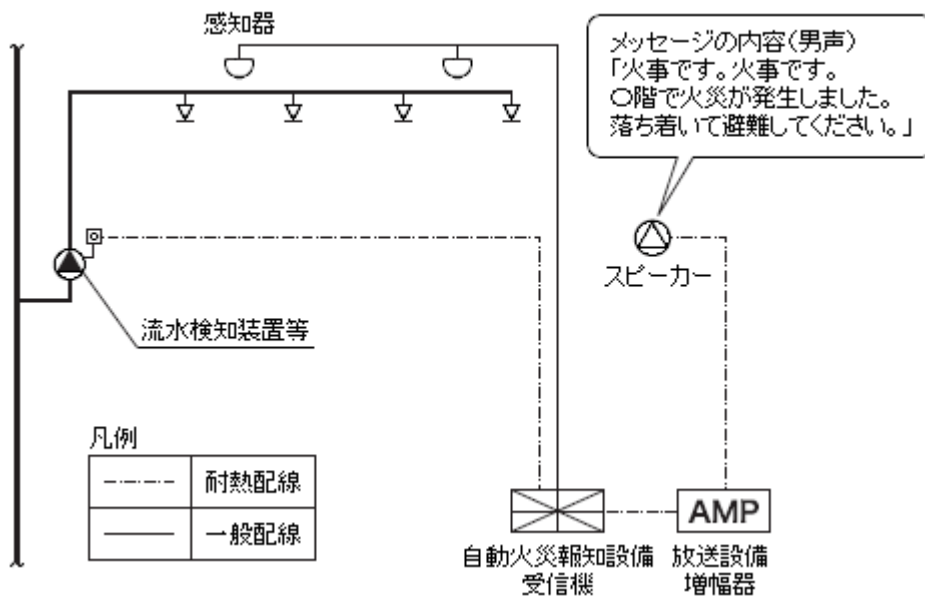 感知器
メッセージの内容(男声)
「火事です。火事です。
〇階で火災が発生しました。
落ち着いて避難してください。」
スピーカー
流水検知装置等
凡例
耐熱配線
一般配線
AMP
自動火災報知設備
受信機
放送設備
増幅器